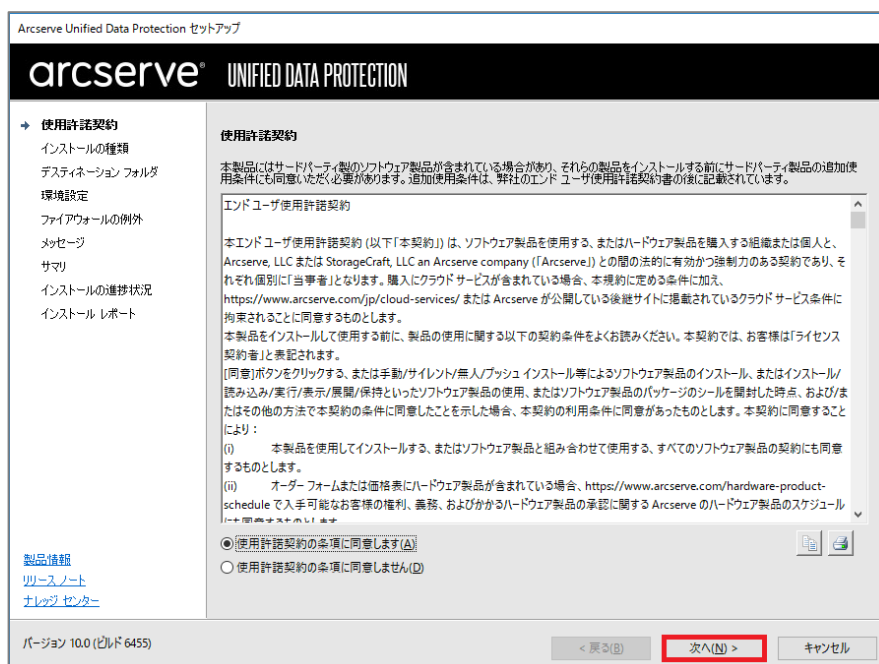 Arcserve Unified Data Protection セットアップ
arcserve® UNIFIED DATA PROTECTION
使用許諾契約
インストールの種類
デスティネーション フォルダ
環境設定
ファイアウォールの例外
メッセージ
サマリ
インストールの進捗状況
インストール レポート
製品情報
リリース ノート
ナレッジ センター
使用許諾契約
本製品にはサードパーティ製のソフトウェア製品が含まれている場合があり、それらの製品をインストールする前にサードパーティ製品の追加使
用条件にも同意いただく必要があります。追加使用条件は、弊社のエンド ユーザ使用許諾契約書の後に記載されています。
エンド ユーザ使用許諾契約
本エンド ユーザ使用許諾契約 (以下「本契約」) は、ソフトウェア製品を使用する、またはハードウェア製品を購入する組織または個人と、
Arcserve, LLC または StorageCraft, LLC an Arcserve company (「Arcserve」) との間の法的に有効かつ強制力のある契約であり、そ
れぞれ個別に「当事者」となります。購入にクラウド サービスが含まれている場合、本規約に定める条件に加え、
https://www.arcserve.com/jp/cloud-services/ または Arcserve が公開している後継サイトに掲載されているクラウド サービス条件に
拘束されることに同意するものとします。
本製品をインストールして使用する前に、製品の使用に関する以下の契約条件をよくお読みください。本契約では、お客様は「ライセンス
契約者」と表記されます。
[同意]ボタンをクリックする、または手動/サイレント/無人/プッシュ インストール等によるソフトウェア製品のインストール、またはインストール/
読み込み/実行/表示/展開/保持といったソフトウェア製品の使用、またはソフトウェア製品のパッケージのシールを開封した時点、および/ま
たはその他の方法で本契約の条件に同意したことを示した場合、本契約の利用条件に同意があったものとします。本契約に同意すること
により：
(i) 本製品を使用してインストールする、またはソフトウェア製品と組み合わせて使用する、すべてのソフトウェア製品の契約にも同意
するものとします。
(ii) オーダー フォームまたは価格表にハードウェア製品が含まれている場合、https://www.arcserve.com/hardware-product-
schedule で入手可能なお客様の権利、義務、およびかかるハードウェア製品の承認に関する Arcserve のハードウェア製品のスケジュール
にも同意するものとします。
使用許諾契約の条項に同意します(A)
使用許諾契約の条項に同意しません(D)
バージョン 10.0 (ビルド 6455)
< 戻る(B)
次へ(N) >
キャンセル